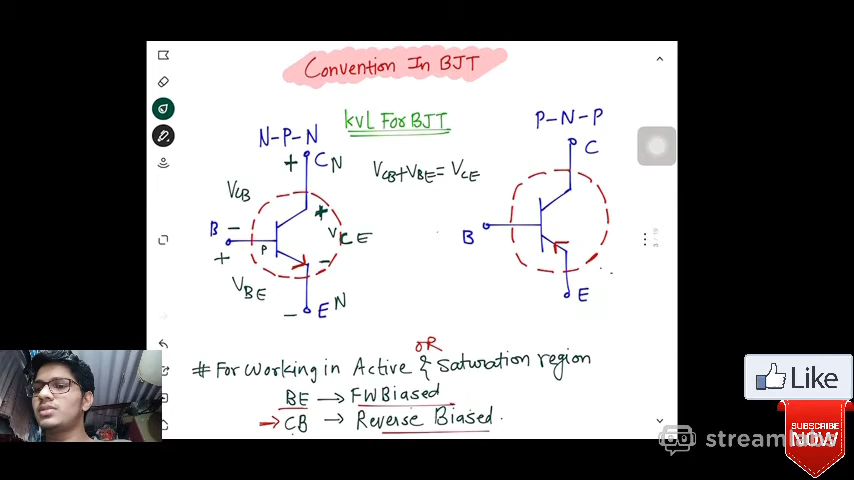 Convention In BJT
KVL For BJT
N-P-N
P-N-P
+ C N
C
VCB + VBE = VCE
VCB
+
B -
VCE
B
P
+
-
VBE
- E N
E
OR
# For Working in Active & Saturation region
BE → FW Biased
→ CB → Reverse Biased.
Like
SUBSCRIBE
NOW
streamlabs